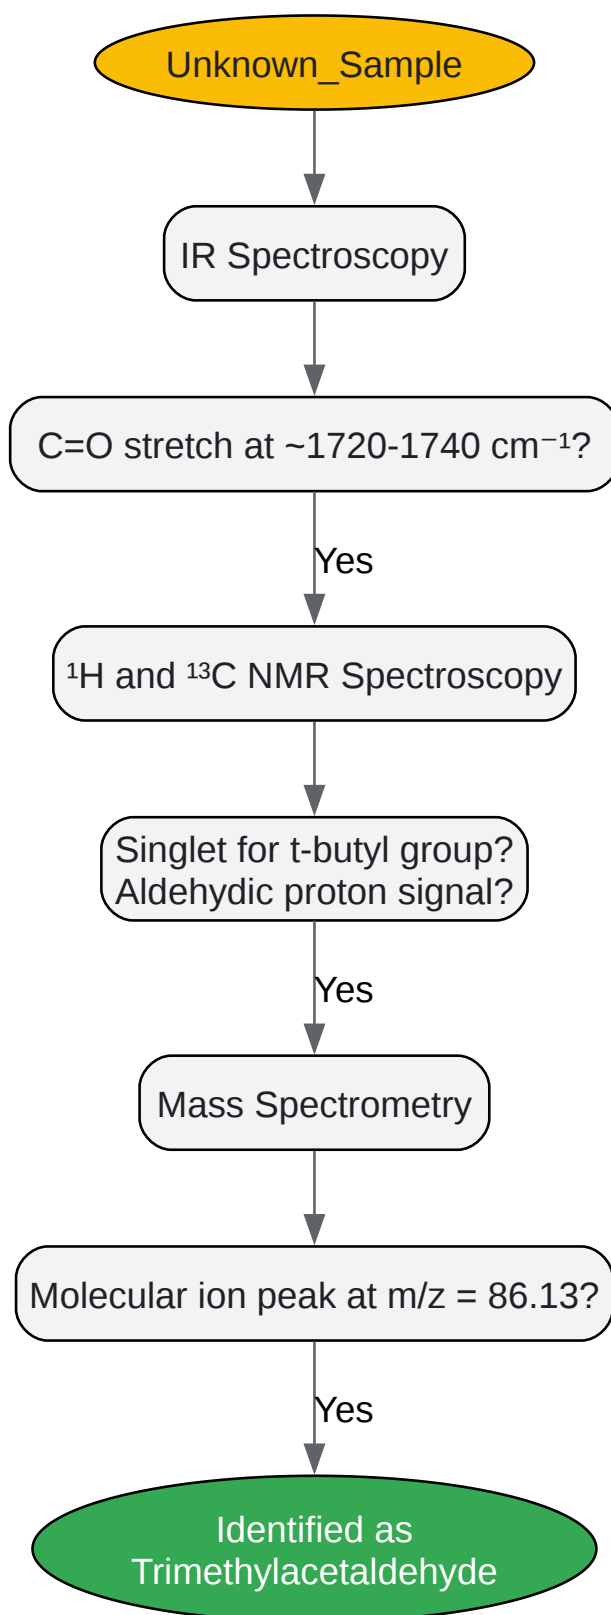 Unknown_Sample
IR Spectroscopy
C=O stretch at ~1720-1740 cm⁻¹?
Yes
¹H and ¹³C NMR Spectroscopy
Singlet for t-butyl group?
Aldehydic proton signal?
Yes
Mass Spectrometry
Molecular ion peak at m/z = 86.13?
Yes
Identified as
Trimethylacetaldehyde